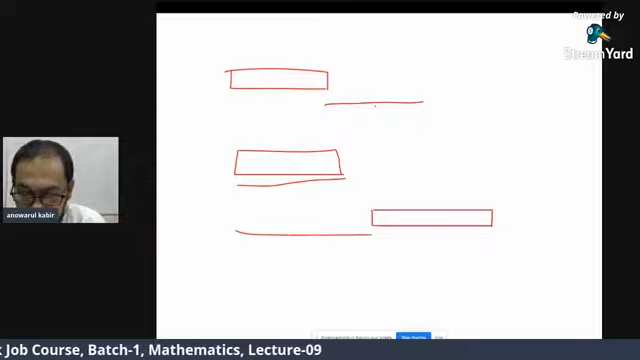 Powered by
StreamYard
anowarul kabir
k Job Course, Batch-1, Mathematics, Lecture-09